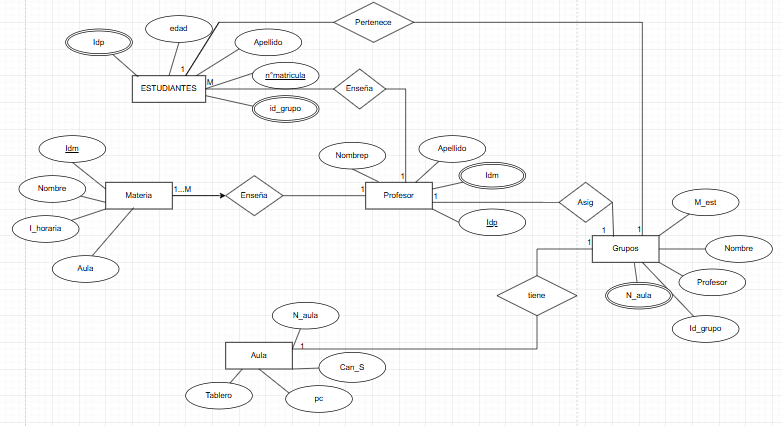 Pertenece
edad
Idp
Apellido
1
n°matricula
M
ESTUDIANTES
Enseña
id_grupo
Idm
Nombrep
Apellido
Idm
Nombre
1...M
Materia
Enseña
1
1
Profesor
1
Asig
M_est
I_horaria
Idp
1
1
1
Grupos
Nombre
Aula
Profesor
tiene
N_aula
N_aula
Id_grupo
1
Aula
Can_S
Tablero
pc